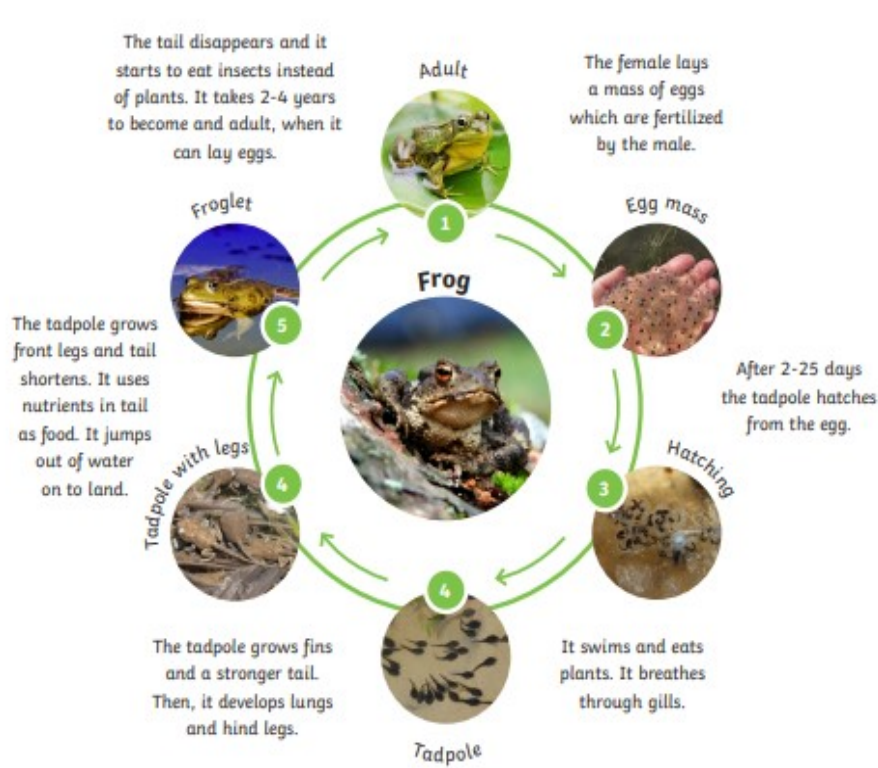 Frog
Adult
1
The female lays
a mass of eggs
which are fertilized
by the male.
Egg mass
2
After 2-25 days
the tadpole hatches
from the egg.
Hatching
3
It swims and eats
plants. It breathes
through gills.
Tadpole
4
The tadpole grows fins
and a stronger tail.
Then, it develops lungs
and hind legs.
Tadpole with legs
4
The tadpole grows
front legs and tail
shortens. It uses
nutrients in tail
as food. It jumps
out of water
on to land.
Froglet
5
The tail disappears and it
starts to eat insects instead
of plants. It takes 2-4 years
to become and adult, when it
can lay eggs.